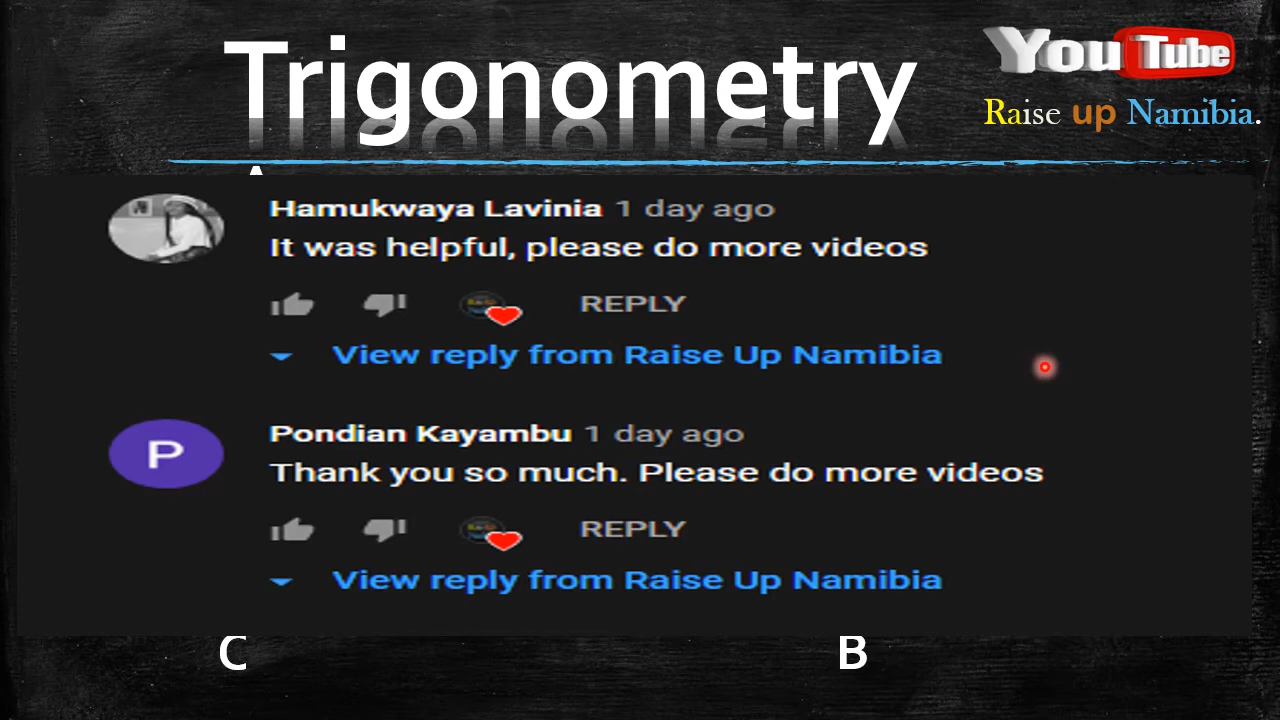 Trigonometry
YouTube
Raise up Namibia.
A
Hamukwaya Lavinia 1 day ago
It was helpful, please do more videos
REPLY
View reply from Raise Up Namibia
P
Pondian Kayambu 1 day ago
Thank you so much. Please do more videos
REPLY
View reply from Raise Up Namibia
C B